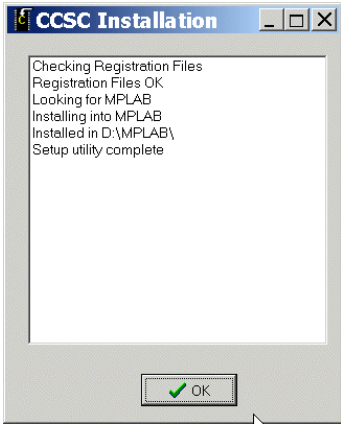 CCSC Installation
Checking Registration Files
Registration Files OK
Looking for MPLAB
Installing into MPLAB
Installed in D:\MPLAB\
Setup utility complete
OK